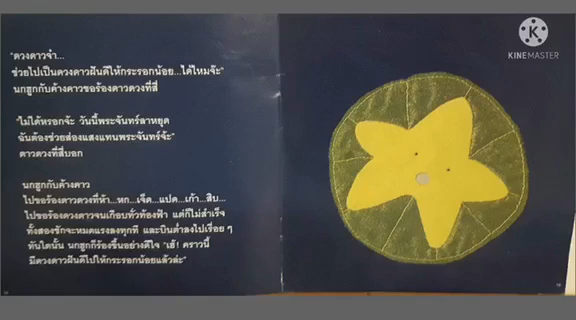 "ดวงดาวจ๋า...
ช่วยไปเป็นดวงดาวฝันดีให้กระรอกน้อย...ได้ไหมจ๊ะ"
นกฮูกกับค้างคาวขอร้องดาวดวงที่สี่
"ไม่ได้หรอกจ้ะ วันนี้พระจันทร์ลาหยุด
ฉันต้องช่วยส่องแสงแทนพระจันทร์จ้ะ"
ดาวดวงที่สี่บอก
นกฮูกกับค้างคาว
ไปขอร้องดาวดวงที่ห้า...หก...เจ็ด...แปด...เก้า...สิบ...
ไปขอร้องดวงดาวจนเกือบทั่วท้องฟ้า แต่ก็ไม่สำเร็จ
ทั้งสองชักจะหมดแรงลงทุกที และบินต่ำลงไปเรื่อย ๆ
ทันใดนั้น นกฮูกก็ร้องขึ้นอย่างดีใจ "เฮ้! คราวนี้
มีดวงดาวฝันดีไปให้กระรอกน้อยแล้วล่ะ"
KINEMASTER